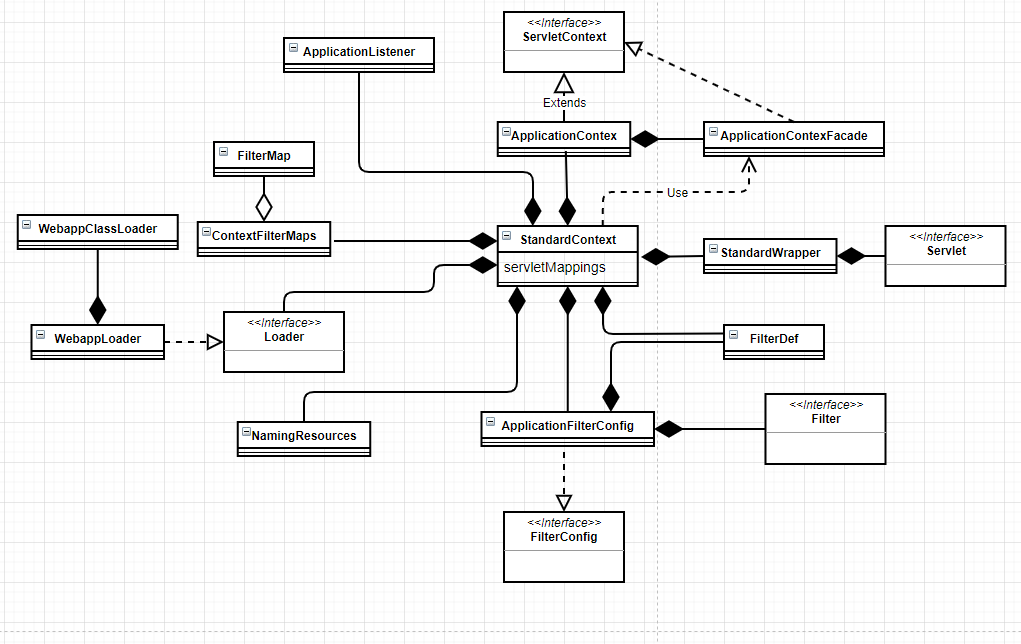 <<Interface>>
ServletContext
ApplicationListener
Extends
ApplicationContex
ApplicationContexFacade
FilterMap
Use
WebappClassLoader
ContextFilterMaps
StandardContext
servletMappings
StandardWrapper
<<Interface>>
Servlet
WebappLoader
<<Interface>>
Loader
FilterDef
NamingResources
ApplicationFilterConfig
<<Interface>>
Filter
<<Interface>>
FilterConfig